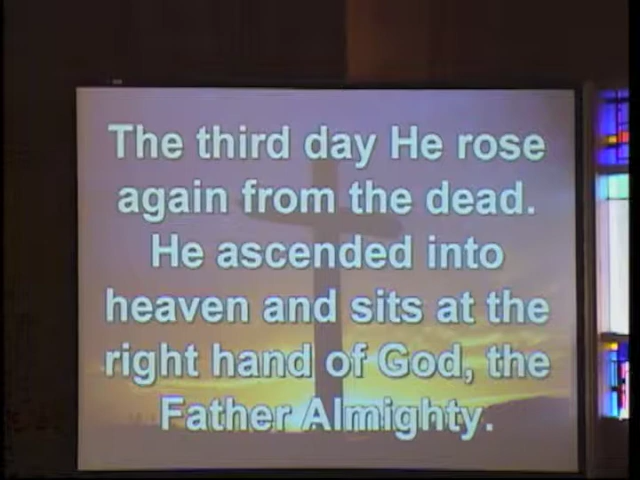 The third day He rose
again from the dead.
He ascended into
heaven and sits at the
right hand of God, the
Father Almighty.